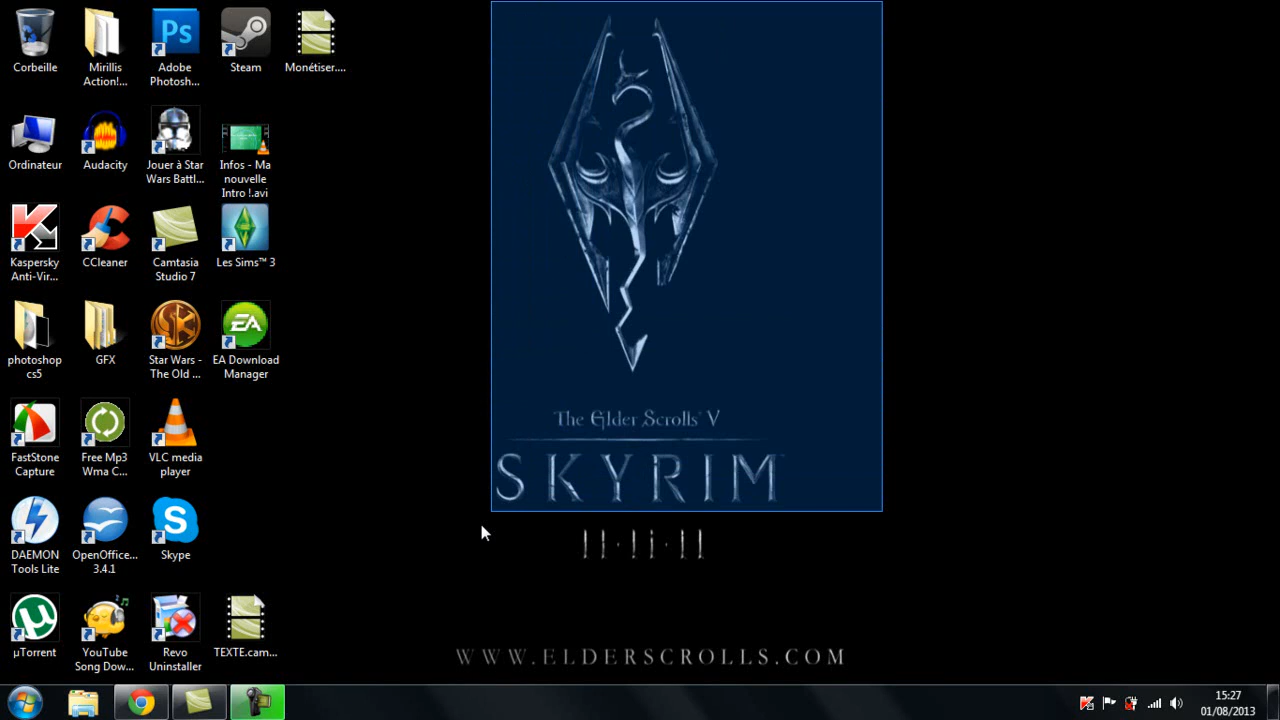 Corbeille
Mirillis
Action!...
Adobe
Photosh...
Steam
Monétiser....
Ordinateur
Audacity
Jouer à Star
Wars Battl...
Infos - Ma
nouvelle
Intro !.avi
Kaspersky
Anti-Vir...
CCleaner
Camtasia
Studio 7
Les Sims™ 3
photoshop
cs5
GFX
Star Wars -
The Old ...
EA Download
Manager
FastStone
Capture
Free Mp3
Wma C...
VLC media
player
DAEMON
Tools Lite
OpenOffice...
3.4.1
Skype
µTorrent
YouTube
Song Dow...
Revo
Uninstaller
TEXTE.cam...
Ps
EA
The Elder Scrolls V
SKYRIM
11·11·11
WWW.ELDERSCROLLS.COM
15:27
01/08/2013